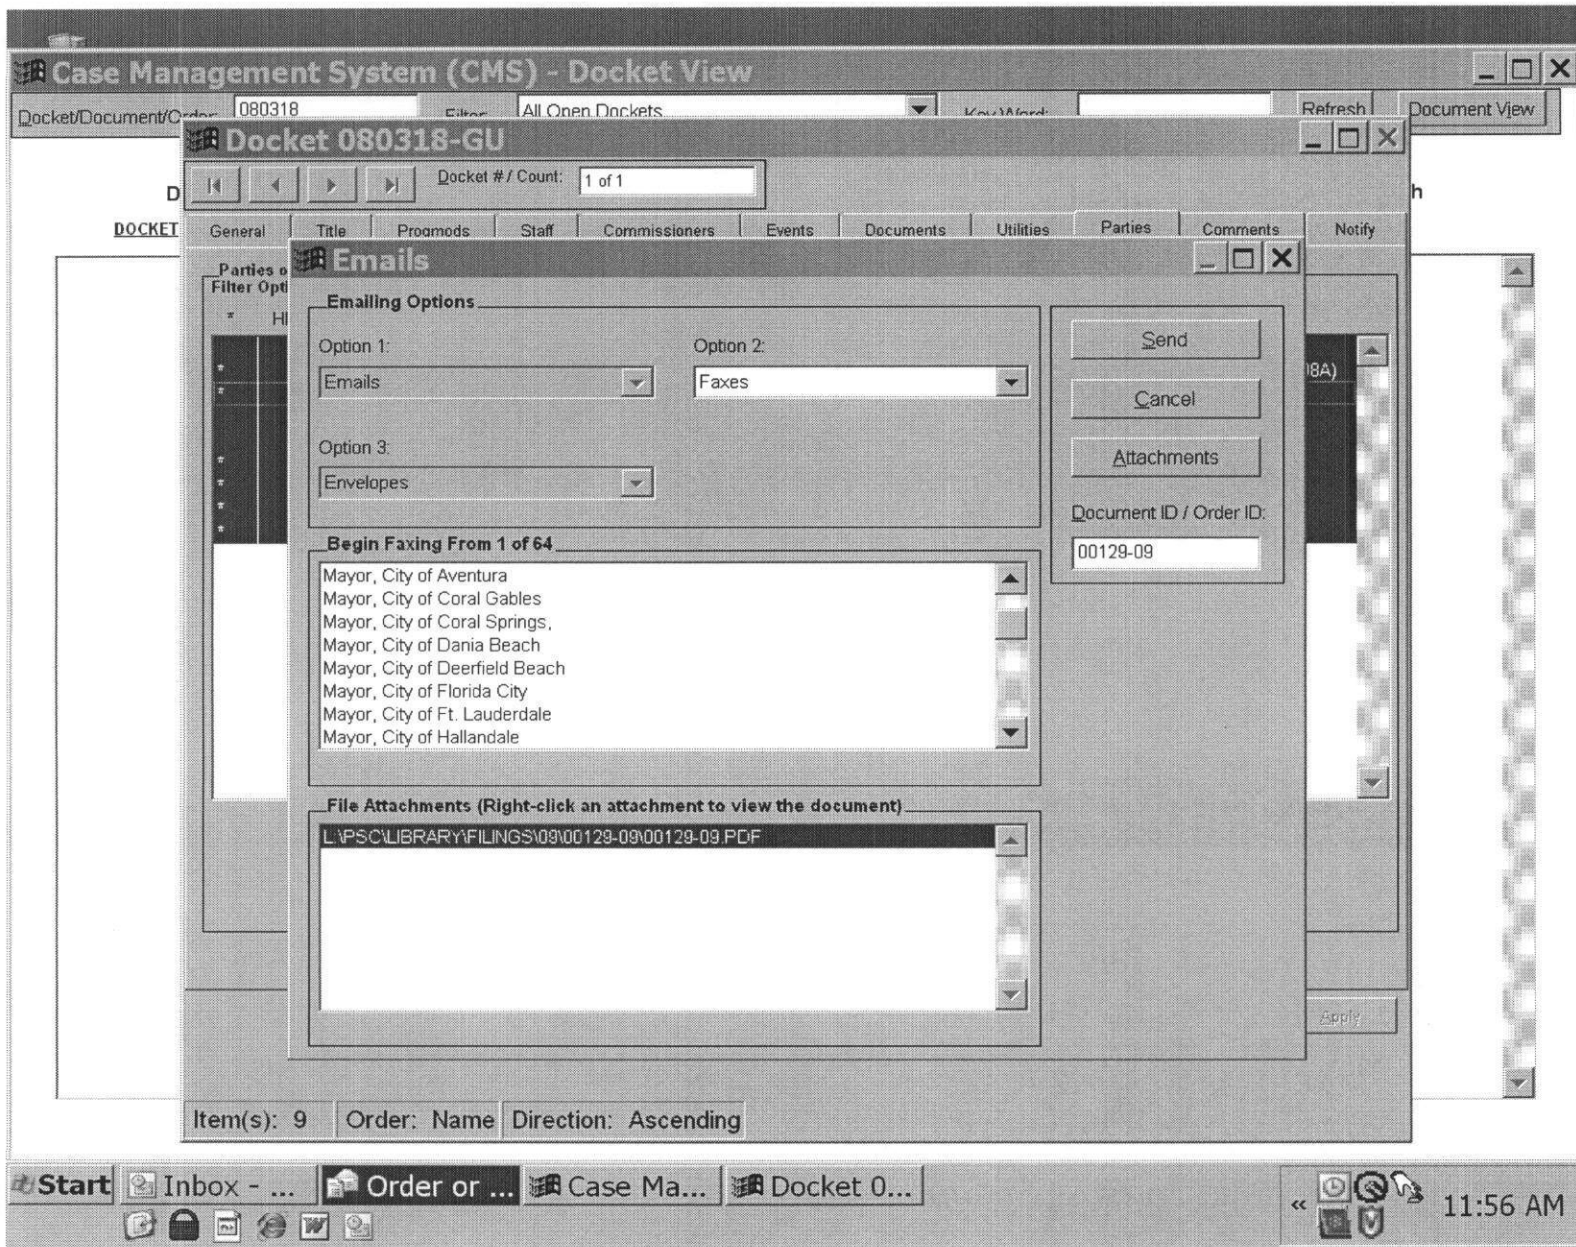 Case Management System (CMS) - Docket View
Docket/Document/Order: 080318 Filter: All Open Dockets Key Word: Refresh Document View
Docket 080318-GU
Docket # / Count: 1 of 1
DOCKET
General Title Progmods Staff Commissioners Events Documents Utilities Parties Comments Notify
Parties o
Filter Opti
* HI
Emails
Emailing Options
Option 1: Option 2:
Emails Faxes
Option 3:
Envelopes
Send
Cancel
Attachments
Document ID / Order ID:
00129-09
08A)
Begin Faxing From 1 of 64
Mayor, City of Aventura
Mayor, City of Coral Gables
Mayor, City of Coral Springs,
Mayor, City of Dania Beach
Mayor, City of Deerfield Beach
Mayor, City of Florida City
Mayor, City of Ft. Lauderdale
Mayor, City of Hallandale
File Attachments (Right-click an attachment to view the document)
L:\PSC\LIBRARY\FILINGS\09\00129-09\00129-09.PDF
Apply
Item(s): 9 Order: Name Direction: Ascending
Start Inbox - ... Order or ... Case Ma... Docket 0... « 11:56 AM